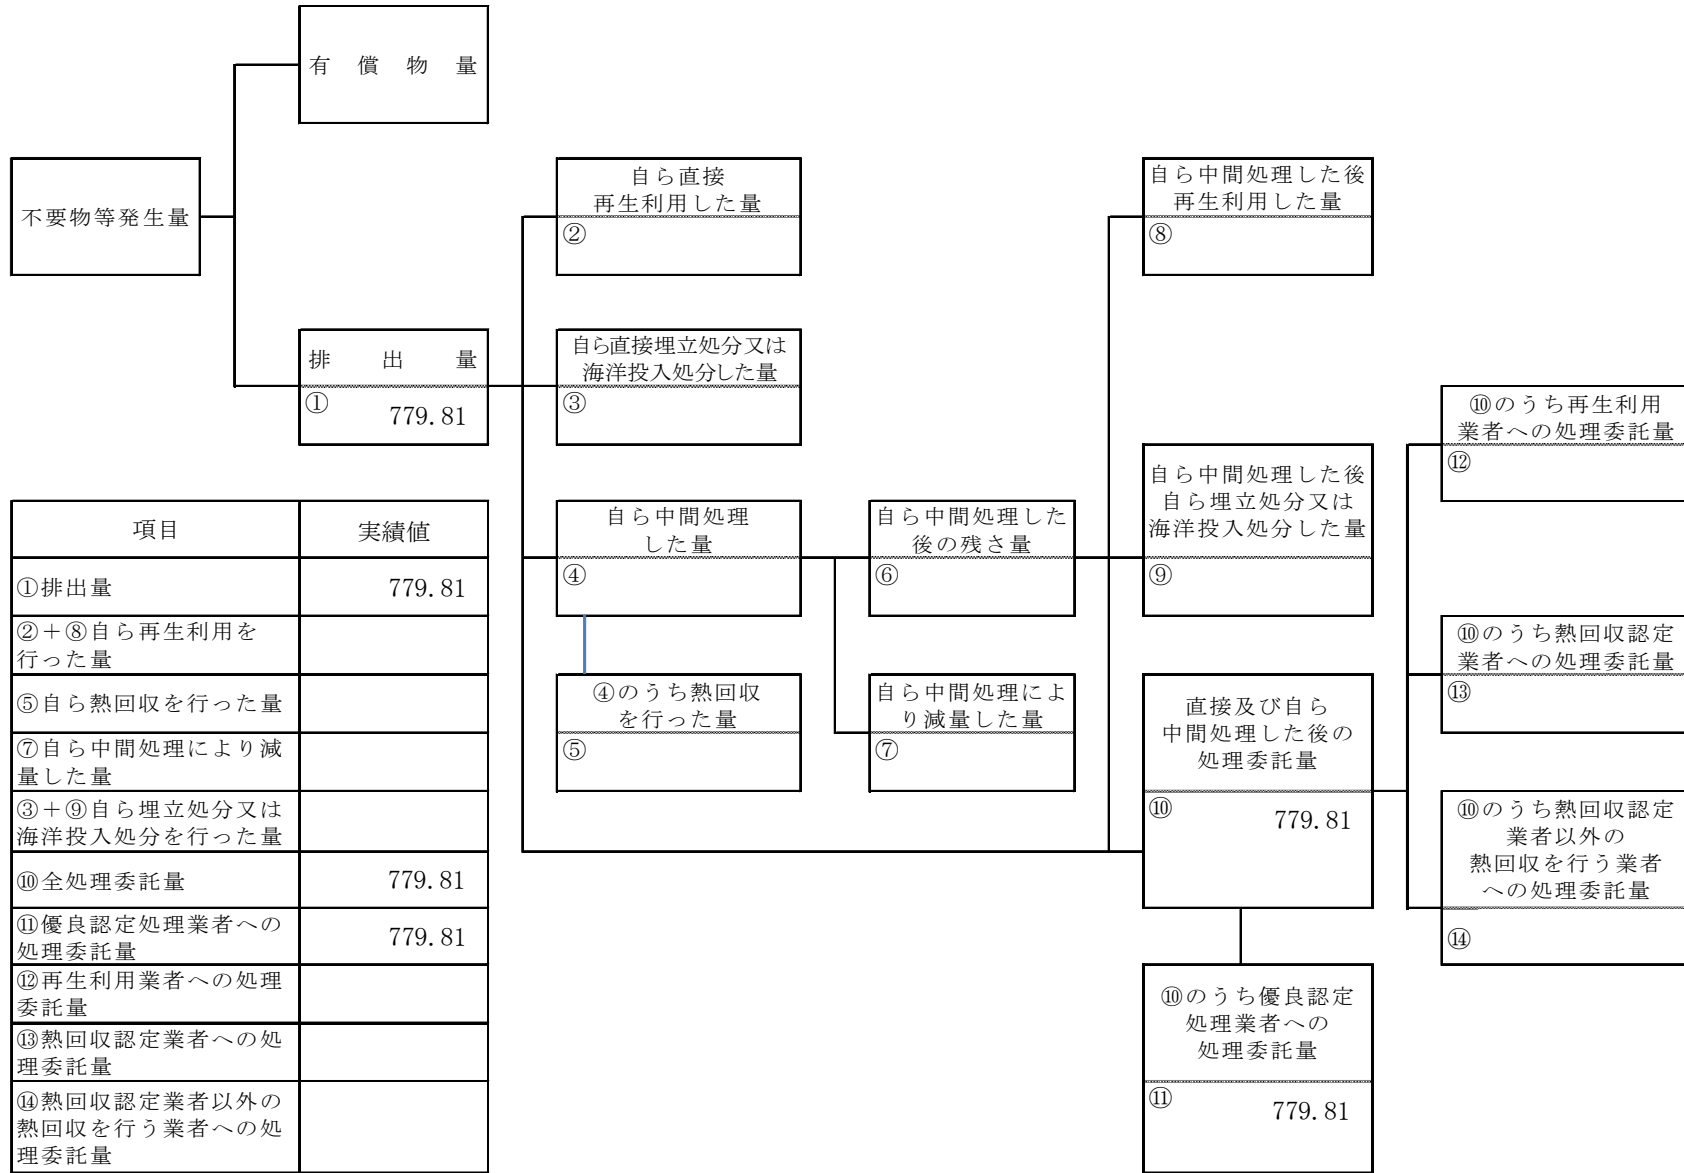 有償物量
不要物等発生量
自ら直接
再生利用した量
②
自ら中間処理した後
再生利用した量
⑧
排出量
① 779.81
自ら直接埋立処分又は
海洋投入処分した量
③
⑩のうち再生利用
業者への処理委託量
⑫
自ら中間処理
した量
④
自ら中間処理した
後の残さ量
⑥
自ら中間処理した後
自ら埋立処分又は
海洋投入処分した量
⑨
⑩のうち熱回収認定
業者への処理委託量
⑬
④のうち熱回収
を行った量
⑤
自ら中間処理によ
り減量した量
⑦
直接及び自ら
中間処理した後の
処理委託量
⑩ 779.81
⑩のうち熱回収認定
業者以外の
熱回収を行う業者
への処理委託量
⑭
⑩のうち優良認定
処理業者への
処理委託量
⑪ 779.81
項目 実績値
①排出量 779.81
②＋⑧自ら再生利用を
行った量
⑤自ら熱回収を行った量
⑦自ら中間処理により減
量した量
③＋⑨自ら埋立処分又は
海洋投入処分を行った量
⑩全処理委託量 779.81
⑪優良認定処理業者への
処理委託量 779.81
⑫再生利用業者への処理
委託量
⑬熱回収認定業者への処
理委託量
⑭熱回収認定業者以外の
熱回収を行う業者への処
理委託量